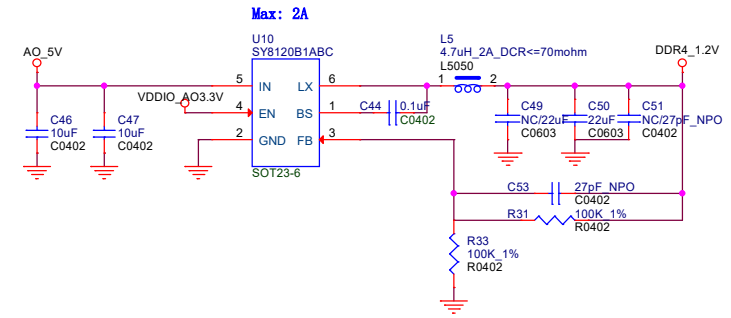 Max: 2A
U10
SY8120B1ABC
L5
4.7uH_2A_DCR<=70mohm
L5050
AO_5V
DDR4_1.2V
5 IN LX 6
1 2
VDDIO_AO3.3V
4 EN BS 1
C44 0.1uF
C0402
2 GND FB 3
SOT23-6
C46
10uF
C0402
C47
10uF
C0402
C49
NC/22uF
C0603
C50
22uF
C0603
C51
NC/27pF_NPO
C0402
C53 27pF_NPO
C0402
R31 100K_1%
R0402
R33
100K_1%
R0402